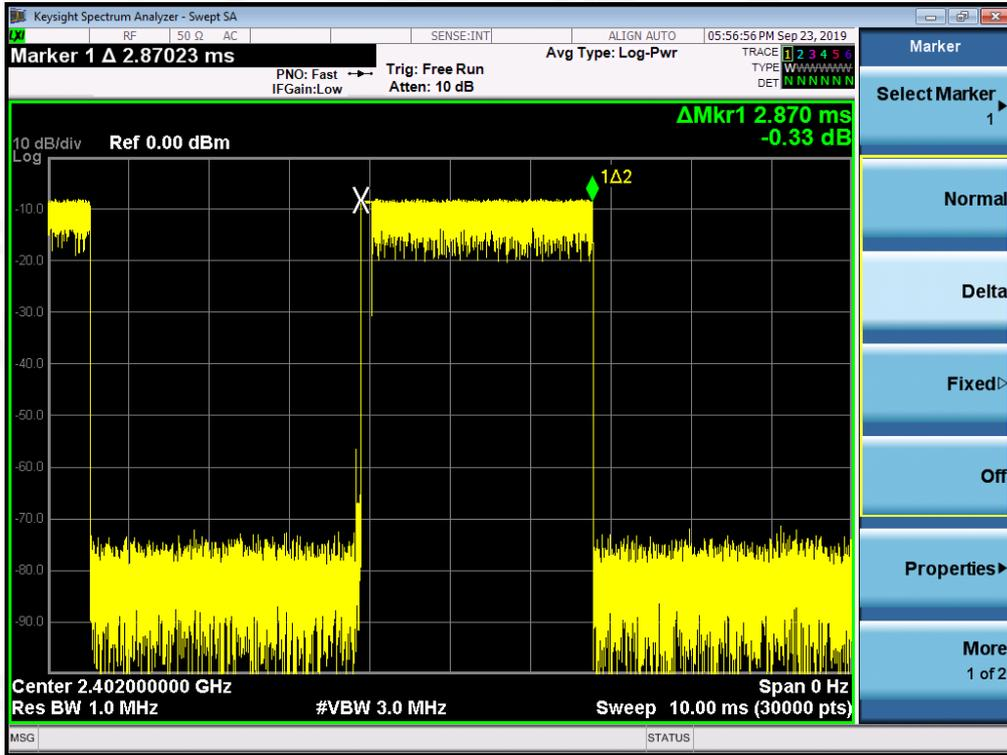 Keysight Spectrum Analyzer - Swept SA
LXI
RF
50 Ω
AC
SENSE:INT
ALIGN AUTO
05:56:56 PM Sep 23, 2019
Marker 1 Δ 2.87023 ms
PNO: Fast
IFGain:Low
Trig: Free Run
Atten: 10 dB
Avg Type: Log-Pwr
TRACE 1 2 3 4 5 6
TYPE WWWWWW
DET N N N N N N
ΔMkr1 2.870 ms
-0.33 dB
10 dB/div
Log
Ref 0.00 dBm
1Δ2
X
-10.0
-20.0
-30.0
-40.0
-50.0
-60.0
-70.0
-80.0
-90.0
Center 2.402000000 GHz
Span 0 Hz
Res BW 1.0 MHz
#VBW 3.0 MHz
Sweep 10.00 ms (30000 pts)
MSG
STATUS
Marker
Select Marker
1
Normal
Delta
Fixed
Off
Properties
More
1 of 2